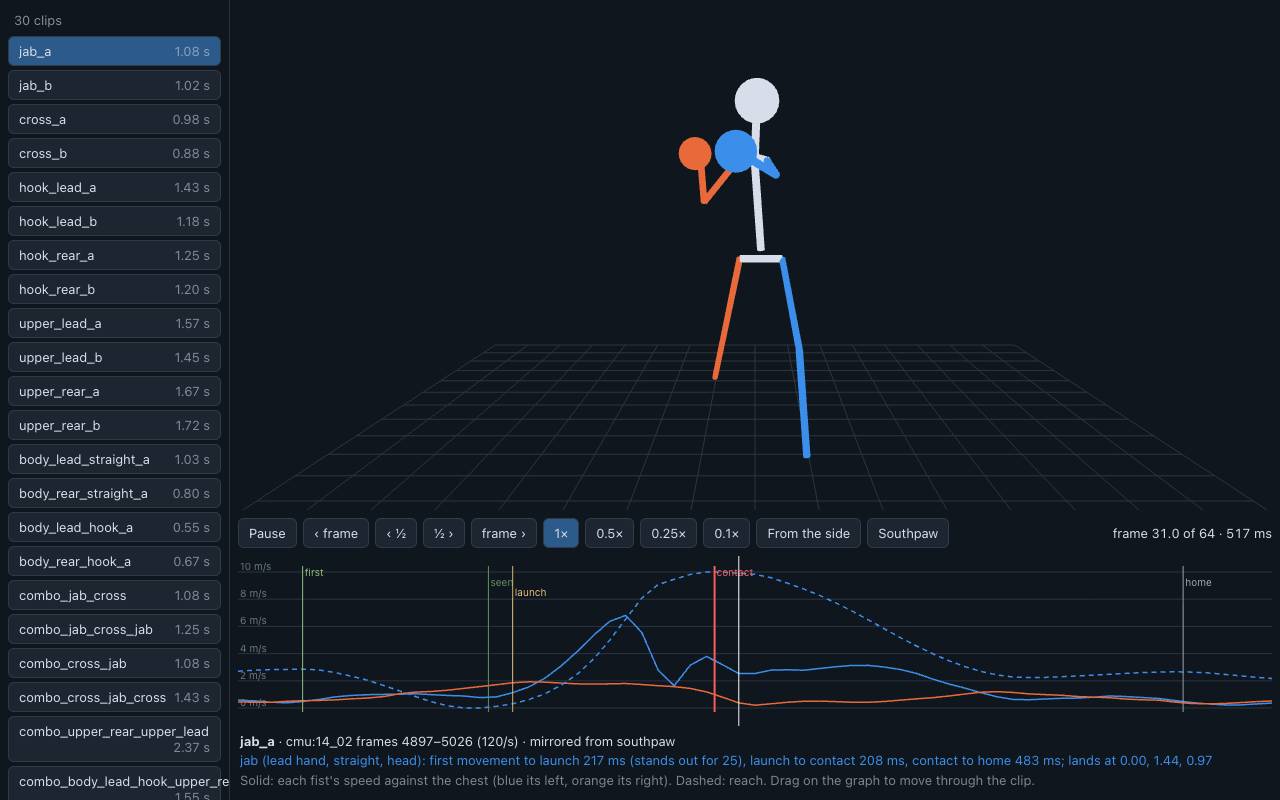 30 clips
jab_a 1.08 s
jab_b 1.02 s
cross_a 0.98 s
cross_b 0.88 s
hook_lead_a 1.43 s
hook_lead_b 1.18 s
hook_rear_a 1.25 s
hook_rear_b 1.20 s
upper_lead_a 1.57 s
upper_lead_b 1.45 s
upper_rear_a 1.67 s
upper_rear_b 1.72 s
body_lead_straight_a 1.03 s
body_rear_straight_a 0.80 s
body_lead_hook_a 0.55 s
body_rear_hook_a 0.67 s
combo_jab_cross 1.08 s
combo_jab_cross_jab 1.25 s
combo_cross_jab 1.08 s
combo_cross_jab_cross 1.43 s
combo_upper_rear_upper_lead
2.37 s
combo_body_lead_hook_upper_re
1.55 s
Pause ‹ frame ‹ ½ ½ › frame › 1× 0.5× 0.25× 0.1× From the side Southpaw frame 31.0 of 64 · 517 ms
10 m/s first seen contact home
8 m/s launch
6 m/s
4 m/s
2 m/s
0 m/s
jab_a · cmu:14_02 frames 4897–5026 (120/s) · mirrored from southpaw
jab (lead hand, straight, head): first movement to launch 217 ms (stands out for 25), launch to contact 208 ms, contact to home 483 ms; lands at 0.00, 1.44, 0.97
Solid: each fist's speed against the chest (blue its left, orange its right). Dashed: reach. Drag on the graph to move through the clip.